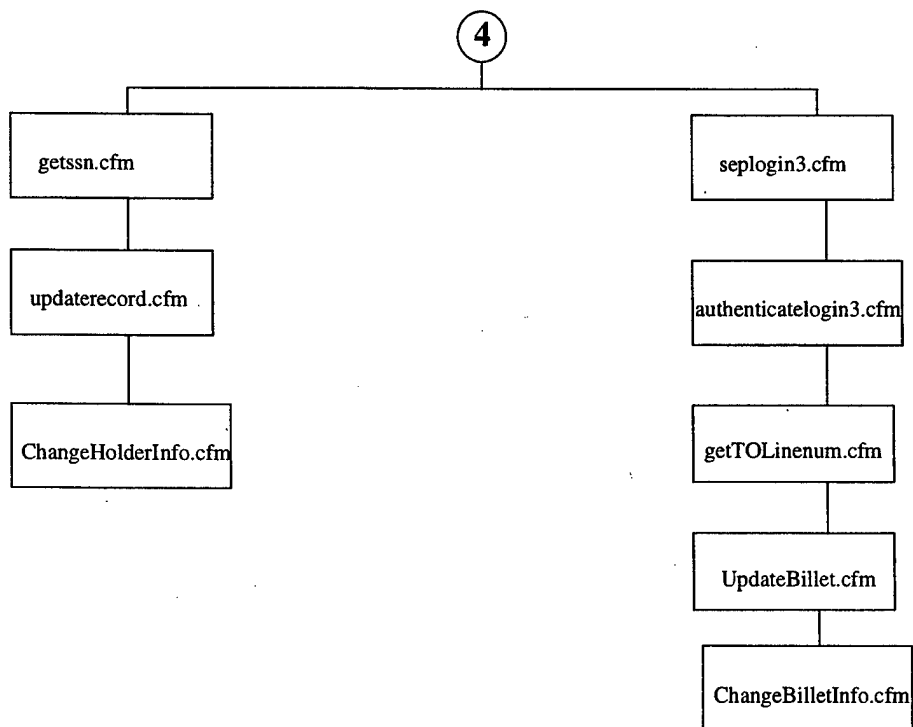 4
getssn.cfm
seplogin3.cfm
updaterecord.cfm
authenticatelogin3.cfm
ChangeHolderInfo.cfm
getTOLinenum.cfm
UpdateBillet.cfm
ChangeBilletInfo.cfm